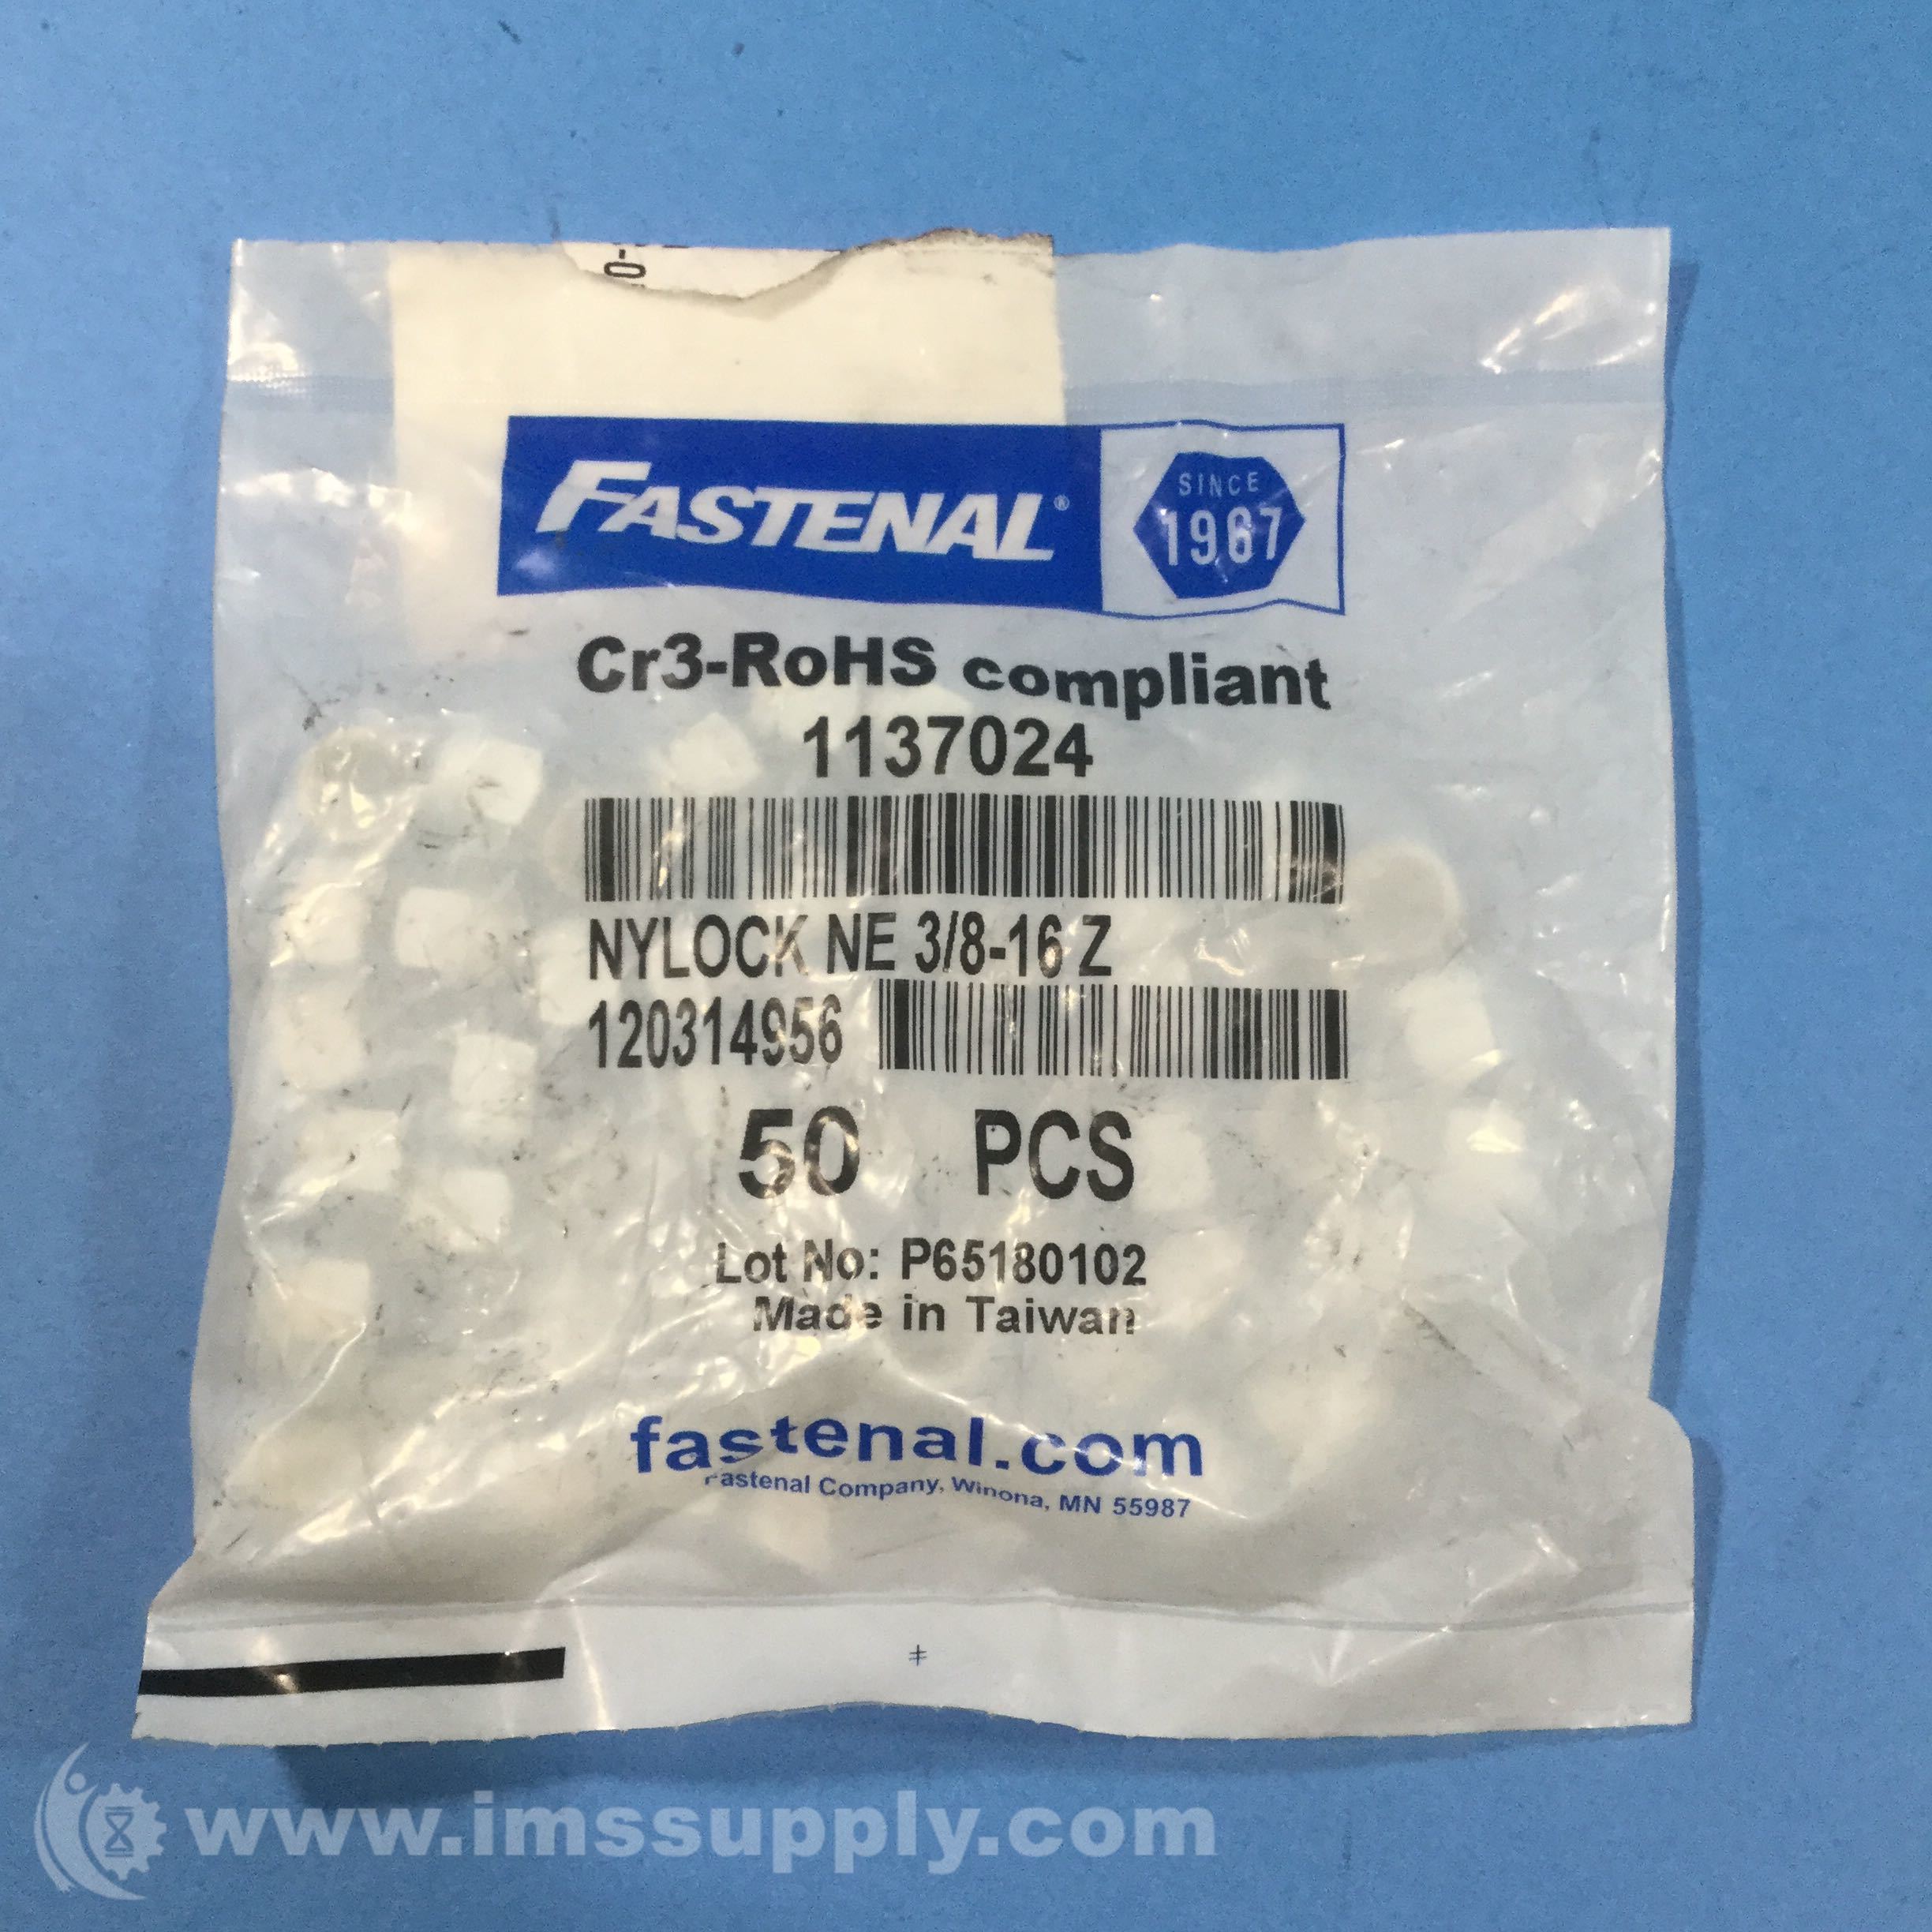 FASTENAL®
SINCE
1967
Cr3-RoHS compliant
1137024
NYLOCK NE 3/8-16 Z
120314956
50 PCS
Lot No: P65180102
Made in Taiwan
fastenal.com
Fastenal Company, Winona, MN 55987
www.imssupply.com